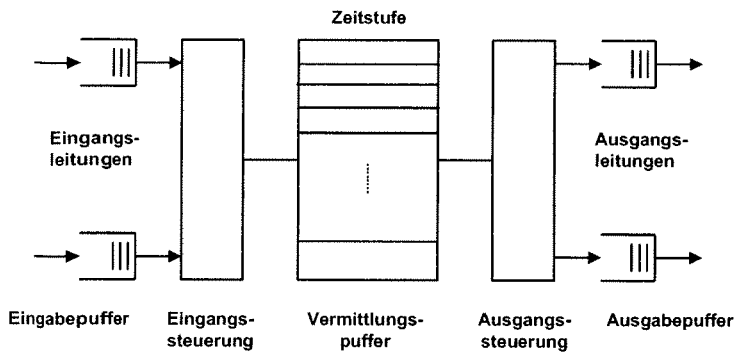 Zeitstufe
Eingangs-
leitungen
Ausgangs-
leitungen
Eingabepuffer
Eingangs-
steuerung
Vermittlungs-
puffer
Ausgangs-
steuerung
Ausgabepuffer